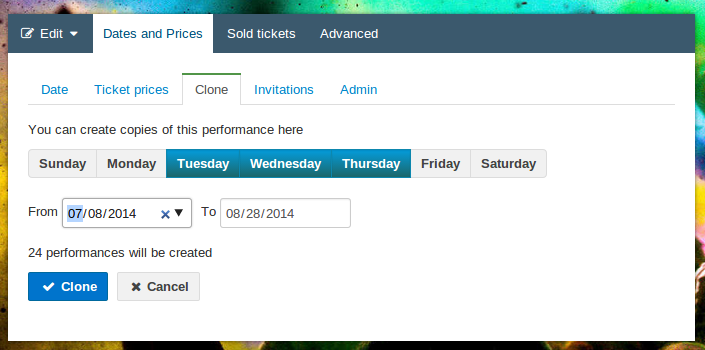 Edit Dates and Prices Sold tickets Advanced
Date Ticket prices Clone Invitations Admin
You can create copies of this performance here
Sunday Monday Tuesday Wednesday Thursday Friday Saturday
From 07/08/2014 To 08/28/2014
24 performances will be created
Clone Cancel